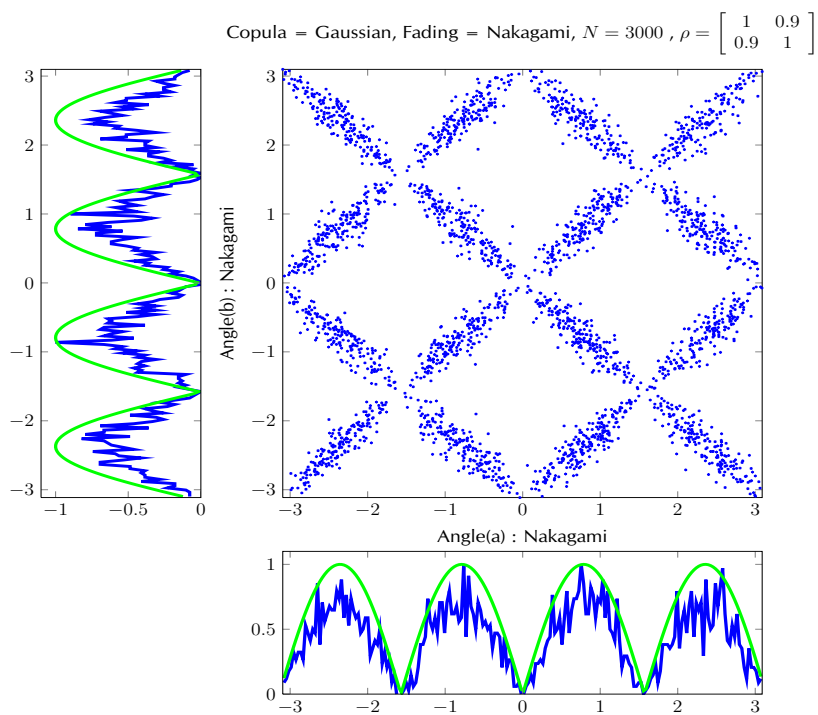 Copula = Gaussian, Fading = Nakagami, N = 3000 , ρ = [ 1 0.9
0.9 1 ]
3
2
1
0
−1
−2
−3
−1 −0.5 0
Angle(b) : Nakagami
3
2
1
0
−1
−2
−3
−3 −2 −1 0 1 2 3
Angle(a) : Nakagami
1
0.5
0
−3 −2 −1 0 1 2 3